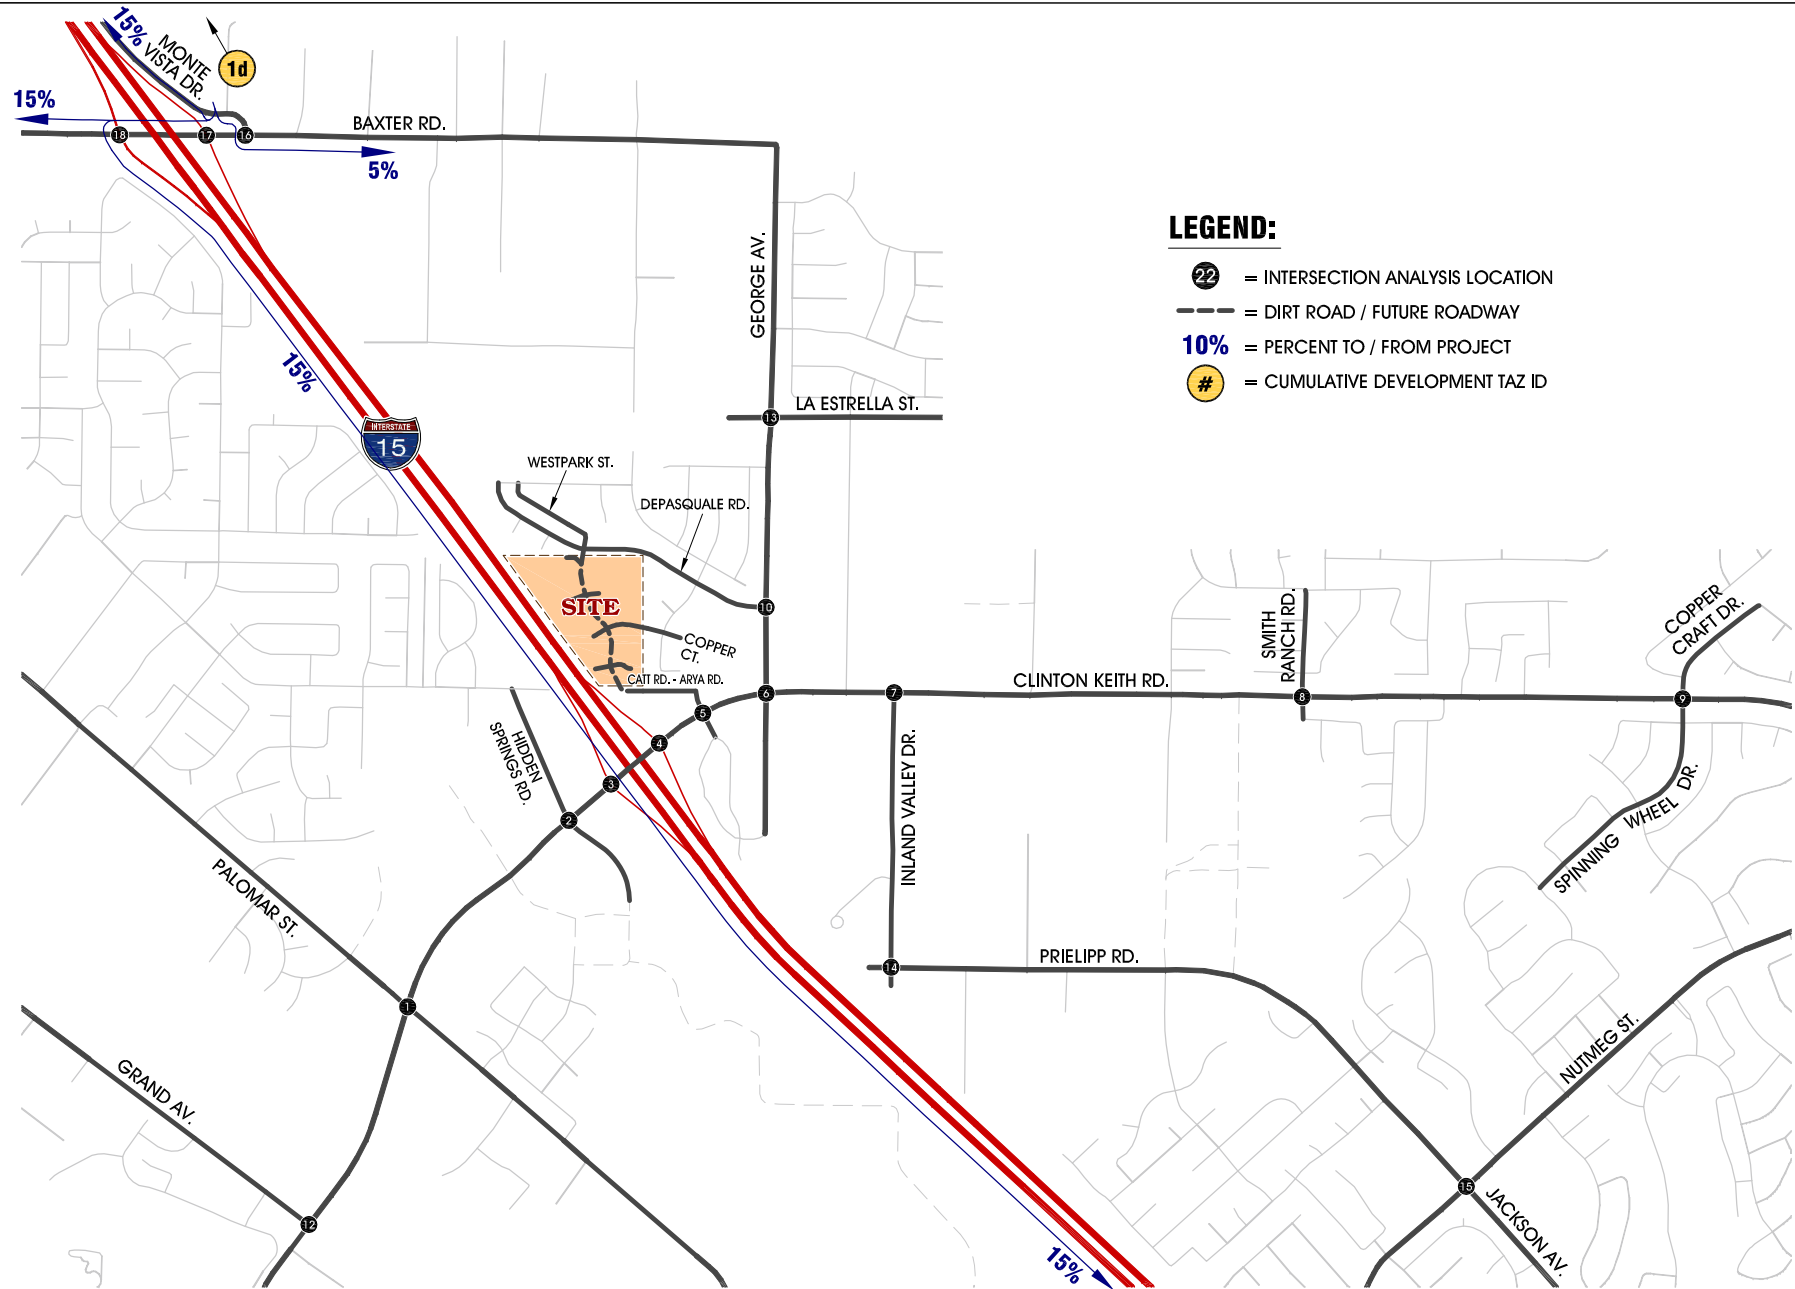 15%
MONTE
VISTA DR.
1d
15%
BAXTER RD.
18
17
16
5%
LEGEND:
22 = INTERSECTION ANALYSIS LOCATION
= DIRT ROAD / FUTURE ROADWAY
10% = PERCENT TO / FROM PROJECT
# = CUMULATIVE DEVELOPMENT TAZ ID
GEORGE AV.
15%
LA ESTRELLA ST.
13
INTERSTATE
15
WESTPARK ST.
DEPASQUALE RD.
SITE
10
COPPER
CT.
CATT RD. - ARYA RD.
SMITH
RANCH RD.
COPPER
CRAFT DR.
CLINTON KEITH RD.
6
7
8
9
5
4
3
2
HIDDEN
SPRINGS RD.
INLAND VALLEY DR.
SPINNING WHEEL DR.
PALOMAR ST.
PRIELIPP RD.
14
1
NUTMEG ST.
GRAND AV.
12
15
JACKSON AV.
15%